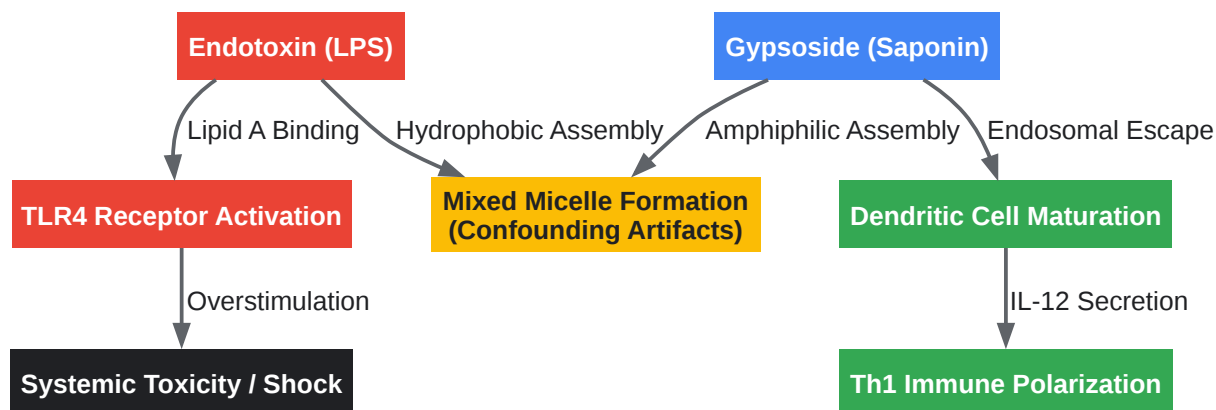 Endotoxin (LPS)
Gypsoside (Saponin)
Lipid A Binding
Hydrophobic Assembly
Amphiphilic Assembly
Endosomal Escape
TLR4 Receptor Activation
Mixed Micelle Formation
(Confounding Artifacts)
Dendritic Cell Maturation
Overstimulation
IL-12 Secretion
Systemic Toxicity / Shock
Th1 Immune Polarization